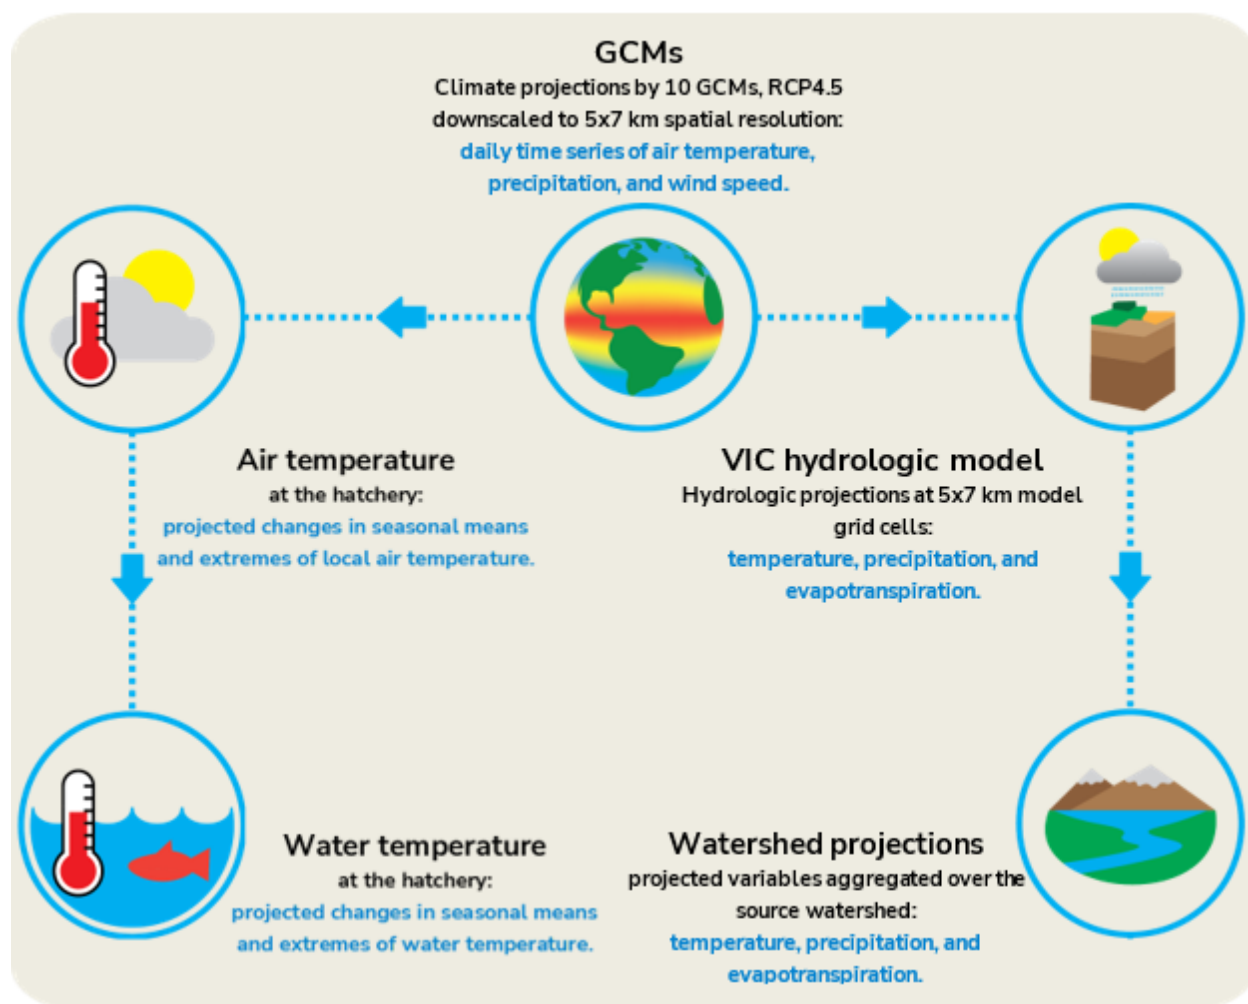 GCMs
Climate projections by 10 GCMs, RCP4.5
downscaled to 5x7 km spatial resolution:
daily time series of air temperature,
precipitation, and wind speed.
Air temperature
at the hatchery:
projected changes in seasonal means
and extremes of local air temperature.
VIC hydrologic model
Hydrologic projections at 5x7 km model
grid cells:
temperature, precipitation, and
evapotranspiration.
Water temperature
at the hatchery:
projected changes in seasonal means
and extremes of water temperature.
Watershed projections
projected variables aggregated over the
source watershed:
temperature, precipitation, and
evapotranspiration.